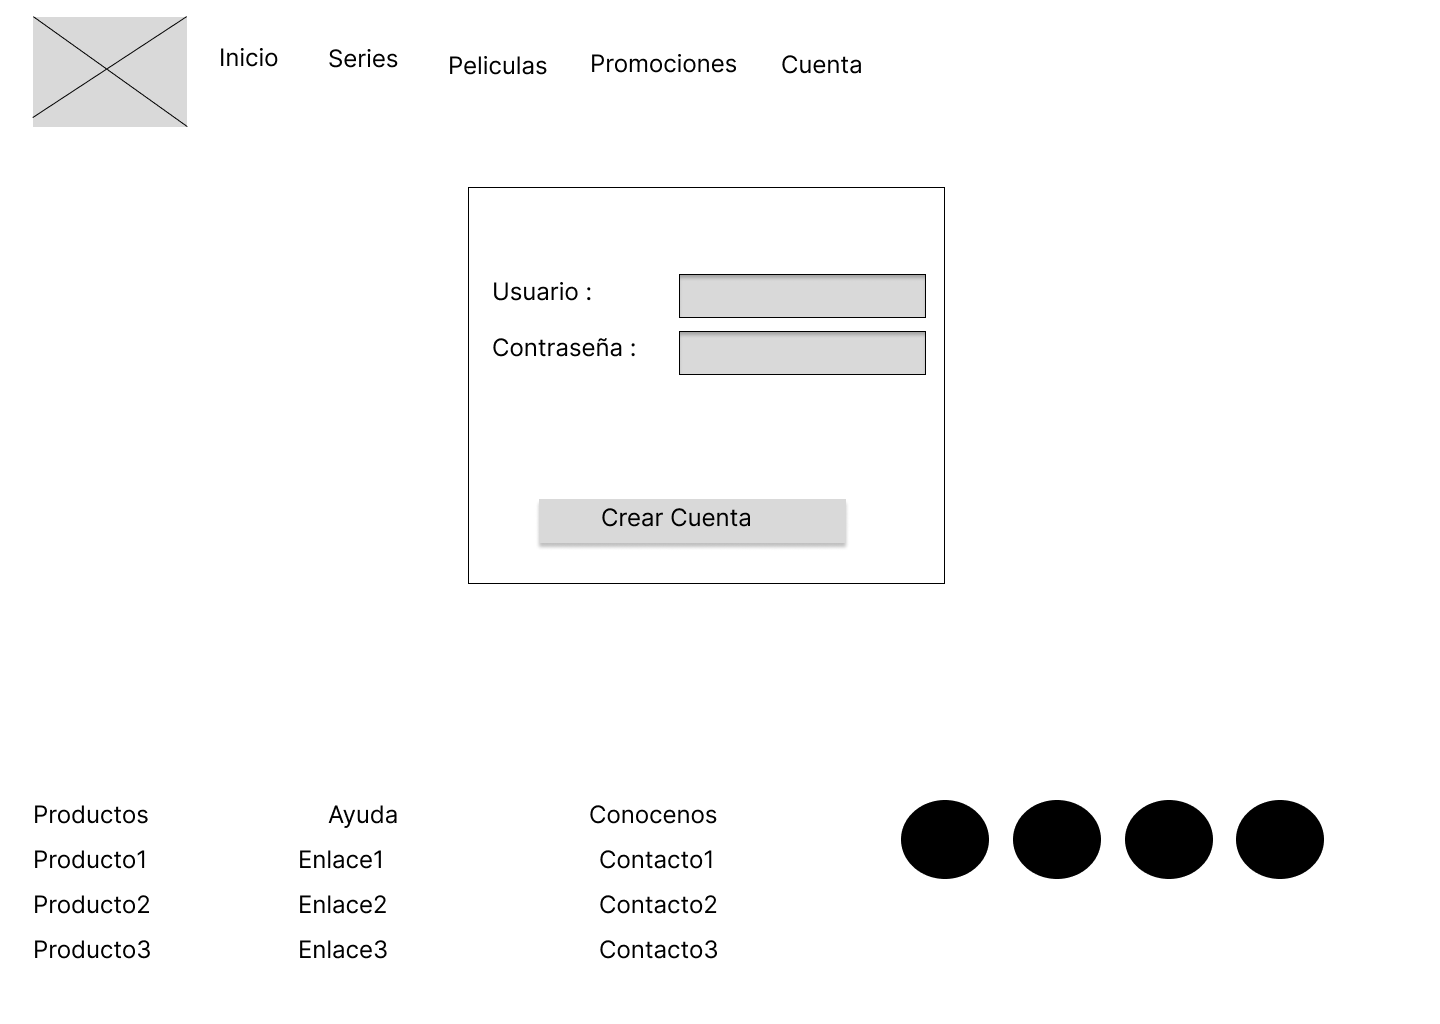 Inicio Series Peliculas Promociones Cuenta
Usuario :
Contraseña :
Crear Cuenta
Productos Ayuda Conocenos
Producto1 Enlace1 Contacto1
Producto2 Enlace2 Contacto2
Producto3 Enlace3 Contacto3